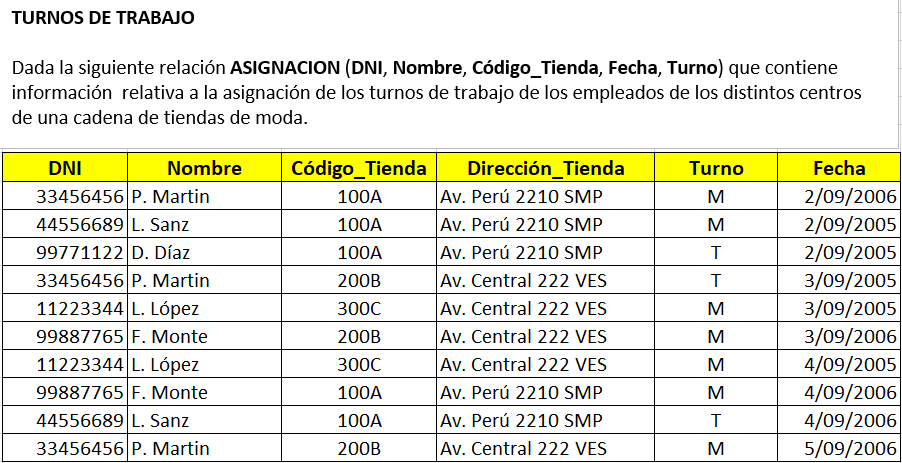 TURNOS DE TRABAJO
Dada la siguiente relación ASIGNACION (DNI, Nombre, Código_Tienda, Fecha, Turno) que contiene
información relativa a la asignación de los turnos de trabajo de los empleados de los distintos centros
de una cadena de tiendas de moda.
DNI Nombre Código_Tienda Dirección_Tienda Turno Fecha
33456456 P. Martin 100A Av. Perú 2210 SMP M 2/09/2006
44556689 L. Sanz 100A Av. Perú 2210 SMP M 2/09/2005
99771122 D. Díaz 100A Av. Perú 2210 SMP T 2/09/2005
33456456 P. Martin 200B Av. Central 222 VES T 3/09/2005
11223344 L. López 300C Av. Central 222 VES M 3/09/2005
99887765 F. Monte 200B Av. Central 222 VES M 3/09/2006
11223344 L. López 300C Av. Central 222 VES M 4/09/2005
99887765 F. Monte 100A Av. Perú 2210 SMP M 4/09/2006
44556689 L. Sanz 100A Av. Perú 2210 SMP T 4/09/2006
33456456 P. Martin 200B Av. Central 222 VES M 5/09/2006